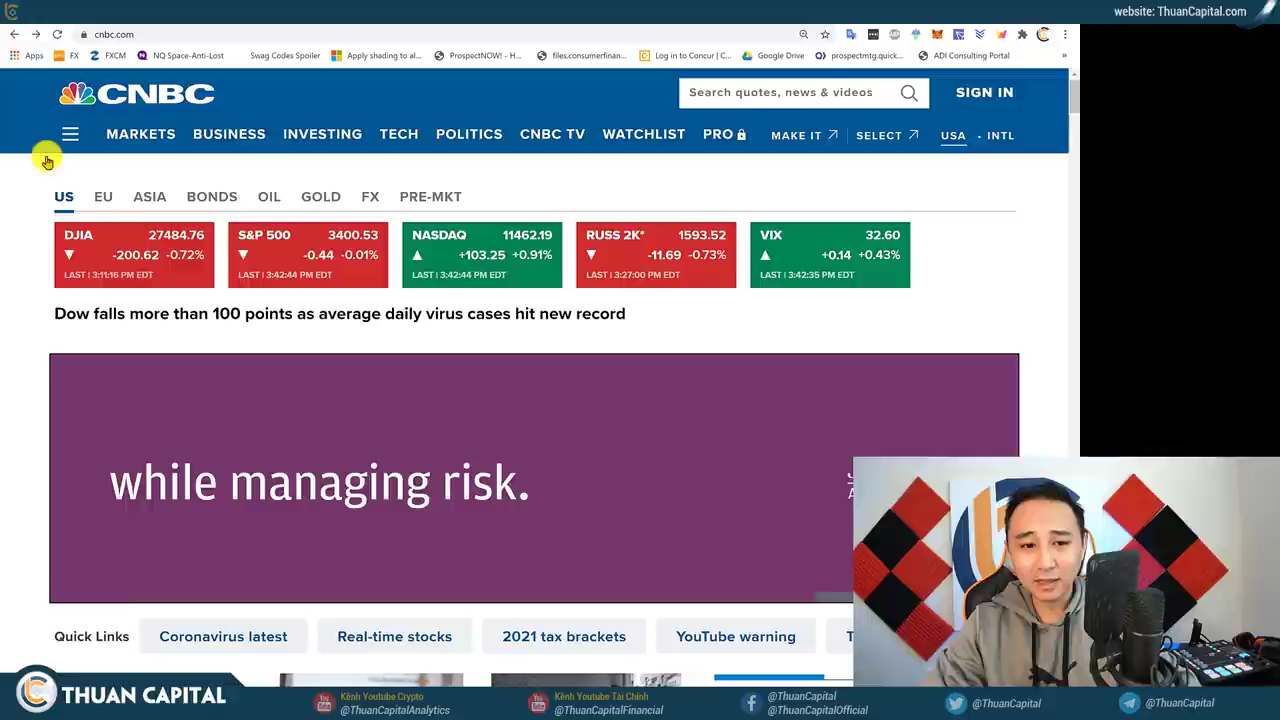 website: ThuanCapital.com
cnbc.com
Apps FX FXCM NQ Space-Anti-Lost Swag Codes Spoiler Apply shading to al... ProspectNOW! - H... files.consumerfinan... Log in to Concur | C... Google Drive prospectmtg.quick... ADI Consulting Portal »
CNBC
Search quotes, news & videos
SIGN IN
MARKETS BUSINESS INVESTING TECH POLITICS CNBC TV WATCHLIST PRO MAKE IT SELECT USA • INTL
US EU ASIA BONDS OIL GOLD FX PRE-MKT
DJIA 27484.76
-200.62 -0.72%
LAST | 3:11:16 PM EDT
S&P 500 3400.53
-0.44 -0.01%
LAST | 3:42:44 PM EDT
NASDAQ 11462.19
+103.25 +0.91%
LAST | 3:42:44 PM EDT
RUSS 2K* 1593.52
-11.69 -0.73%
LAST | 3:27:00 PM EDT
VIX 32.60
+0.14 +0.43%
LAST | 3:42:35 PM EDT
Dow falls more than 100 points as average daily virus cases hit new record
while managing risk.
Quick Links Coronavirus latest Real-time stocks 2021 tax brackets YouTube warning
THUAN CAPITAL
Kênh Youtube Crypto
@ThuanCapitalAnalytics
Kênh Youtube Tài Chính
@ThuanCapitalFinancial
@ThuanCapital
@ThuanCapitalOfficial
@ThuanCapital
@ThuanCapital